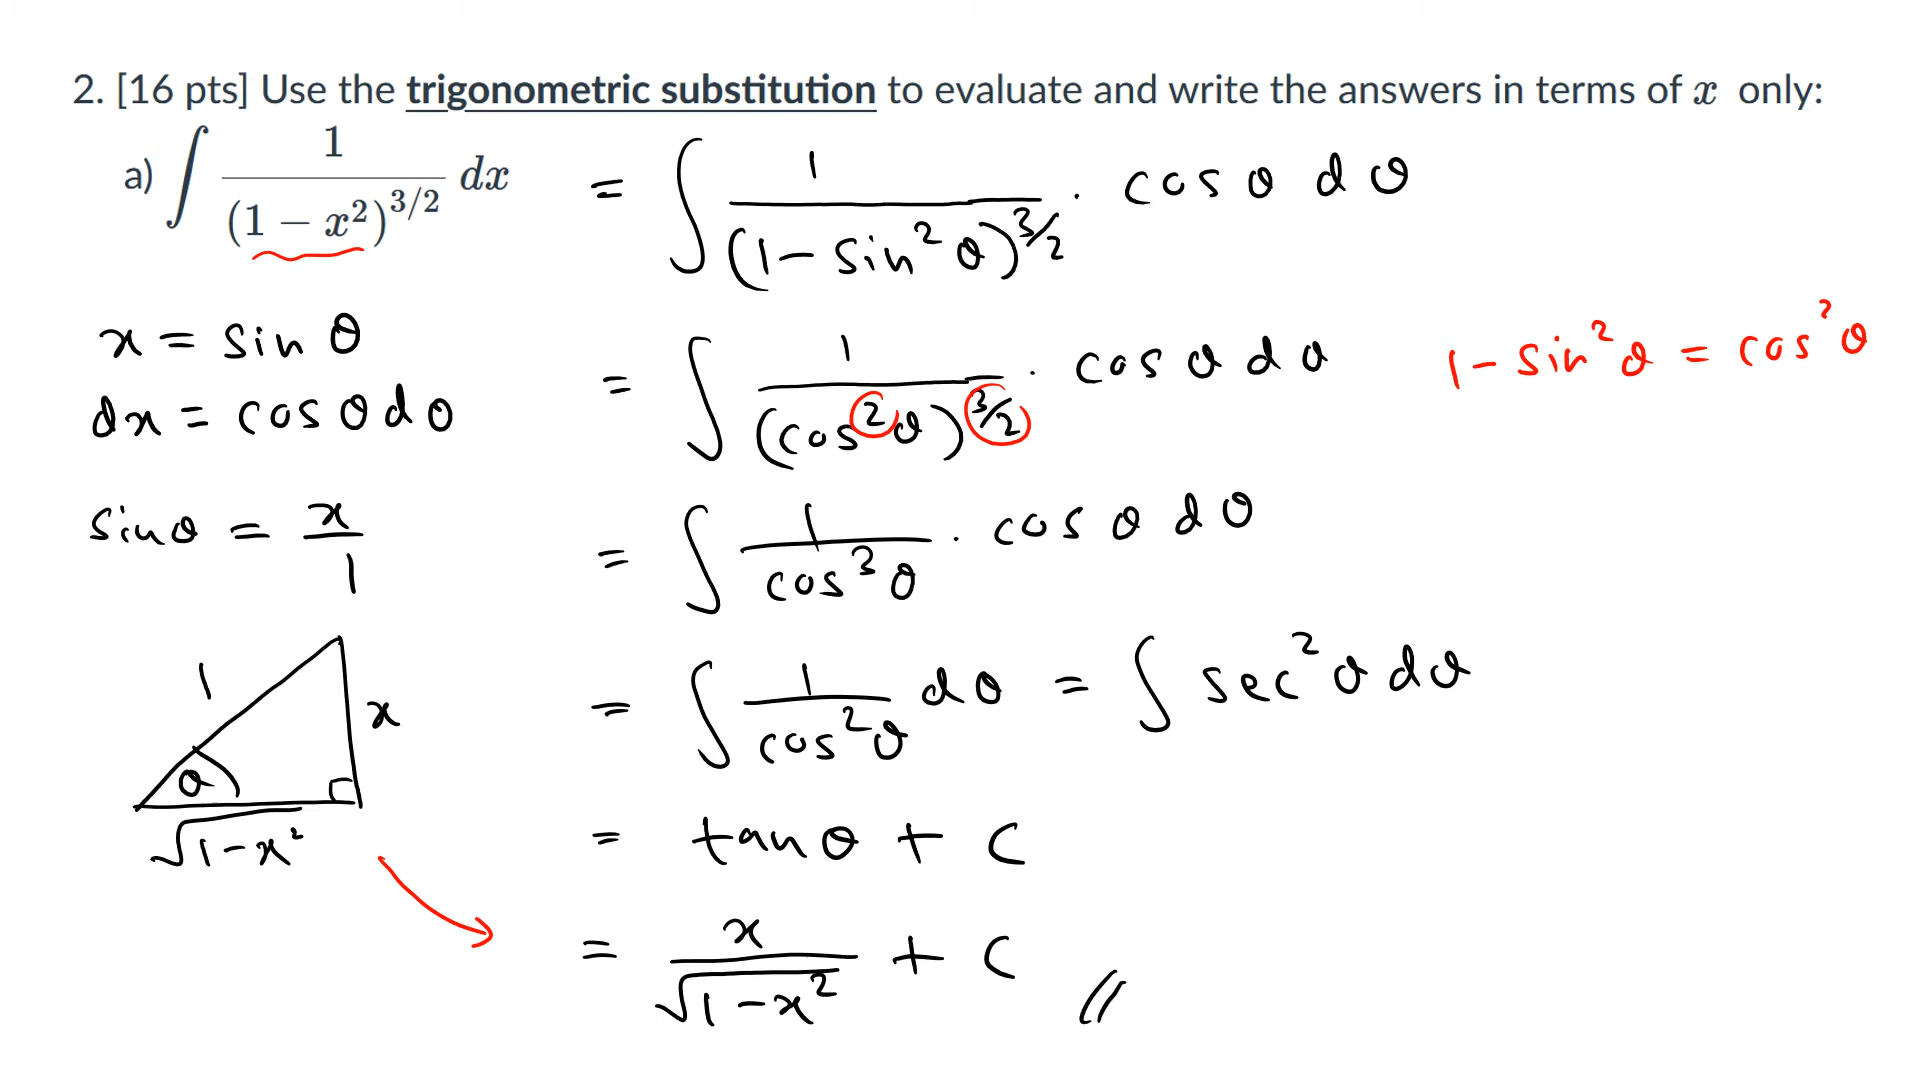 2. [16 pts] Use the trigonometric substitution to evaluate and write the answers in terms of x only:
a) ∫ 1/(1 − x²)^{3/2} dx = ∫ 1/(1 − sin²θ)^{3/2} · cos θ dθ
x = sin θ
dx = cos θ dθ
= ∫ 1/(cos²θ)^{3/2} · cos θ dθ
1 − sin²θ = cos²θ
sin θ = x/1
= ∫ 1/cos³θ · cos θ dθ
= ∫ 1/cos²θ dθ = ∫ sec²θ dθ
1
x
θ
√(1−x²)
= tan θ + C
= x/√(1−x²) + C //